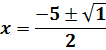 x = (-5 ± √1) / 2